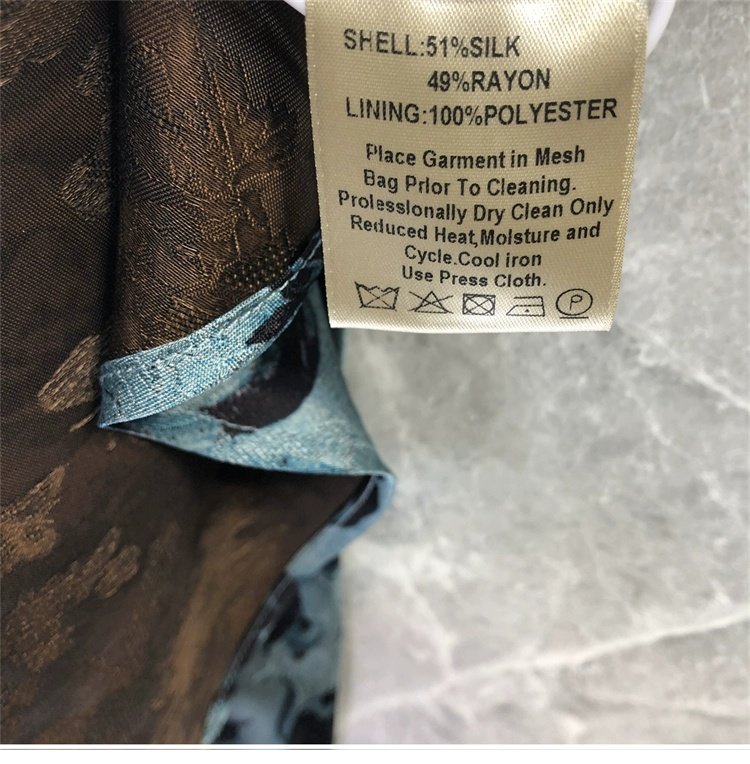 SHELL:51%SILK
49%RAYON
LINING:100%POLYESTER
Place Garment in Mesh
Bag Prior To Cleaning.
Prolessionally Dry Clean Only
Reduced Heat,Moisture and
Cycle.Cool iron
Use Press Cloth.
P